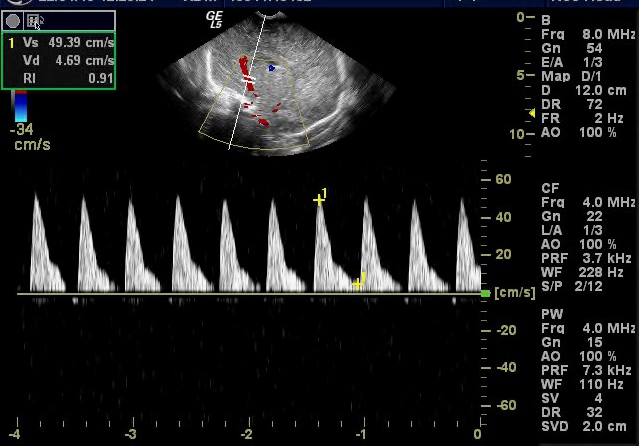 GE
L5
1 Vs 49.39 cm/s
Vd 4.69 cm/s
RI 0.91
-34
cm/s
0
5
10
B
Frq 8.0 MHz
Gn 54
E/A 1/3
Map D/1
D 12.0 cm
DR 72
FR 2 Hz
AO 100 %
CF
Frq 4.0 MHz
Gn 22
L/A 1/3
AO 100 %
PRF 3.7 kHz
WF 228 Hz
S/P 2/12
PW
Frq 4.0 MHz
Gn 15
AO 100 %
PRF 7.3 kHz
WF 110 Hz
SV 4
DR 32
SVD 2.0 cm
60
40
20
[cm/s]
-20
-40
-60
1
1
-4 -3 -2 -1 0